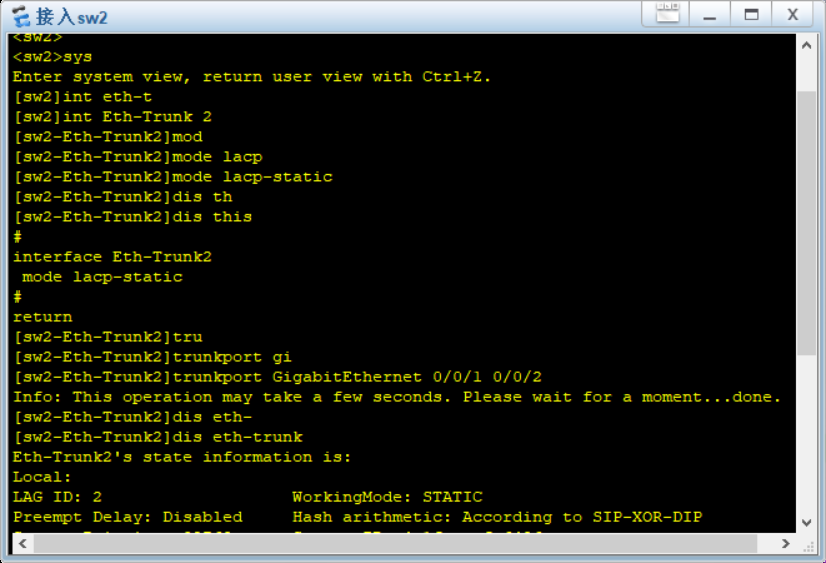 接入sw2
<sw2>
<sw2>sys
Enter system view, return user view with Ctrl+Z.
[sw2]int eth-t
[sw2]int Eth-Trunk 2
[sw2-Eth-Trunk2]mod
[sw2-Eth-Trunk2]mode lacp
[sw2-Eth-Trunk2]mode lacp-static
[sw2-Eth-Trunk2]dis th
[sw2-Eth-Trunk2]dis this
#
interface Eth-Trunk2
 mode lacp-static
#
return
[sw2-Eth-Trunk2]tru
[sw2-Eth-Trunk2]trunkport gi
[sw2-Eth-Trunk2]trunkport GigabitEthernet 0/0/1 0/0/2
Info: This operation may take a few seconds. Please wait for a moment...done.
[sw2-Eth-Trunk2]dis eth-
[sw2-Eth-Trunk2]dis eth-trunk
Eth-Trunk2's state information is:
Local:
LAG ID: 2 WorkingMode: STATIC
Preempt Delay: Disabled Hash arithmetic: According to SIP-XOR-DIP